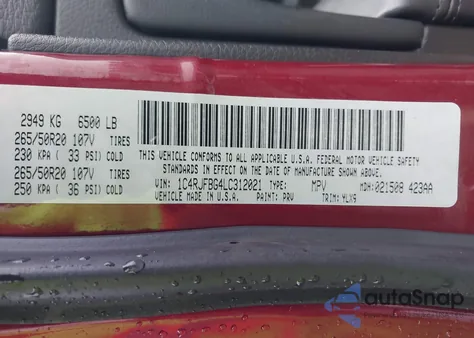 2949 KG 6500 LB
265/50R20 107V TIRES
230 KPA ( 33 PSI) COLD
265/50R20 107V TIRES
250 KPA ( 36 PSI) COLD
THIS VEHICLE CONFORMS TO ALL APPLICABLE U.S.A. FEDERAL MOTOR VEHICLE SAFETY
STANDARDS IN EFFECT ON THE DATE OF MANUFACTURE SHOWN ABOVE.
VIN: 1C4RJFBG4LC312021 TYPE: MPV MDH: 021508 423AA
VEHICLE MADE IN U.S.A. PAINT: PRV TRIM: YLX9
autoSnap